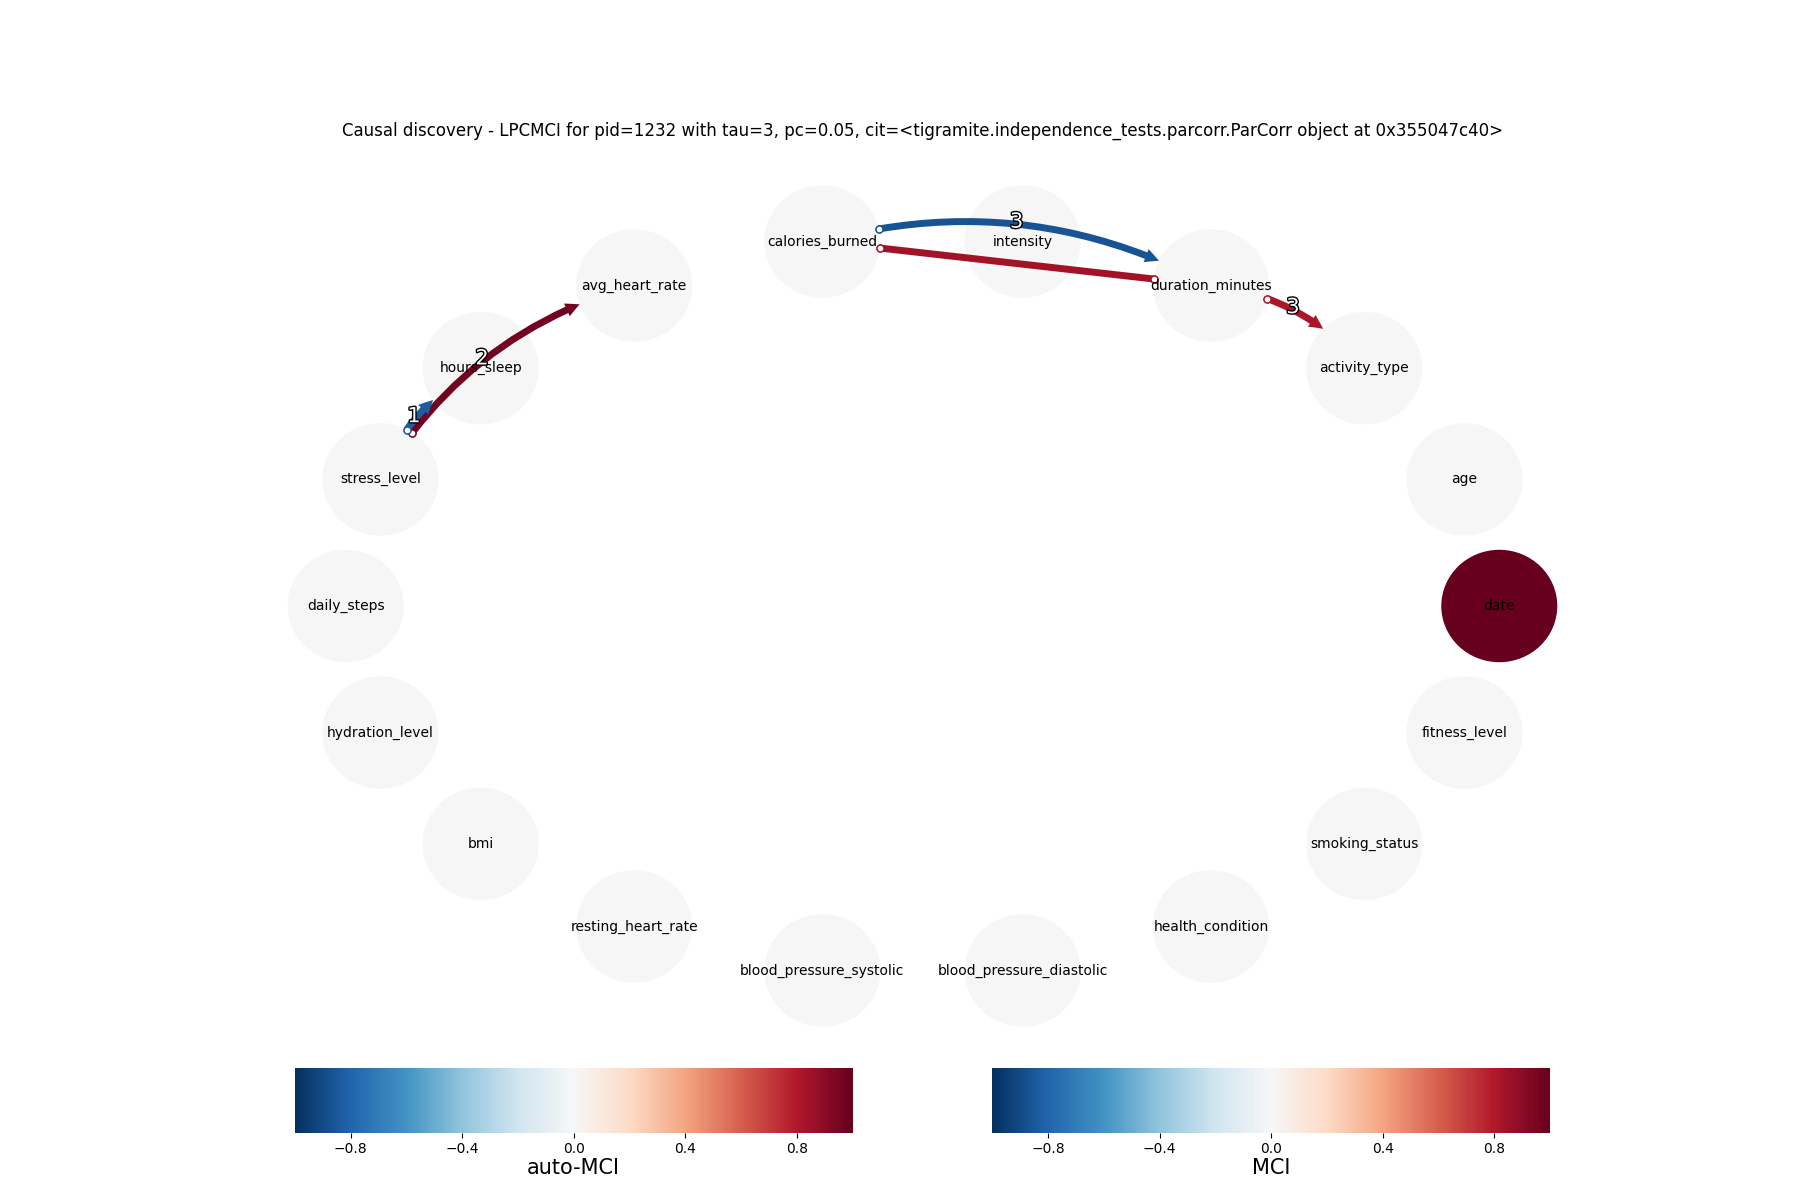 Causal discovery - LPCMCI for pid=1232 with tau=3, pc=0.05, cit=<tigramite.independence_tests.parcorr.ParCorr object at 0x355047c40>
3
calories_burned
intensity
avg_heart_rate
duration_minutes
3
2
hours_sleep
activity_type
1
stress_level
age
daily_steps
date
hydration_level
fitness_level
bmi
smoking_status
resting_heart_rate
health_condition
blood_pressure_systolic
blood_pressure_diastolic
−0.8 −0.4 0.0 0.4 0.8
auto-MCI
−0.8 −0.4 0.0 0.4 0.8
MCI